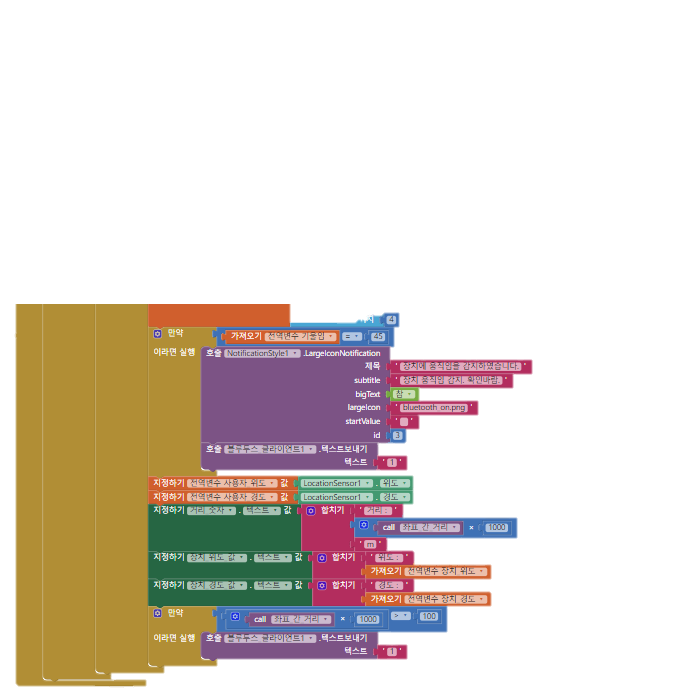 4
만약 가져오기 전역변수 기울임 = 45
이라면 실행 호출 NotificationStyle1 .LargeIconNotification
제목 " 장치에 움직임을 감지하였습니다. "
subtitle " 장치 움직임 감지. 확인바람 "
bigText 참
largeIcon " bluetooth_on.png "
startValue " "
id 3
호출 블루투스 클라이언트1 .텍스트보내기
텍스트 " 1 "
지정하기 전역변수 사용자 위도 값 LocationSensor1 . 위도
지정하기 전역변수 사용자 경도 값 LocationSensor1 . 경도
지정하기 거리 숫자 . 텍스트 값 합치기 " 거리 : "
call 좌표 간 거리 × 1000
" m "
지정하기 장치 위도 값 . 텍스트 값 합치기 " 위도 : "
가져오기 전역변수 장치 위도
지정하기 장치 경도 값 . 텍스트 값 합치기 " 경도 : "
가져오기 전역변수 장치 경도
만약 call 좌표 간 거리 × 1000 > 100
이라면 실행 호출 블루투스 클라이언트1 .텍스트보내기
텍스트 " 1 "